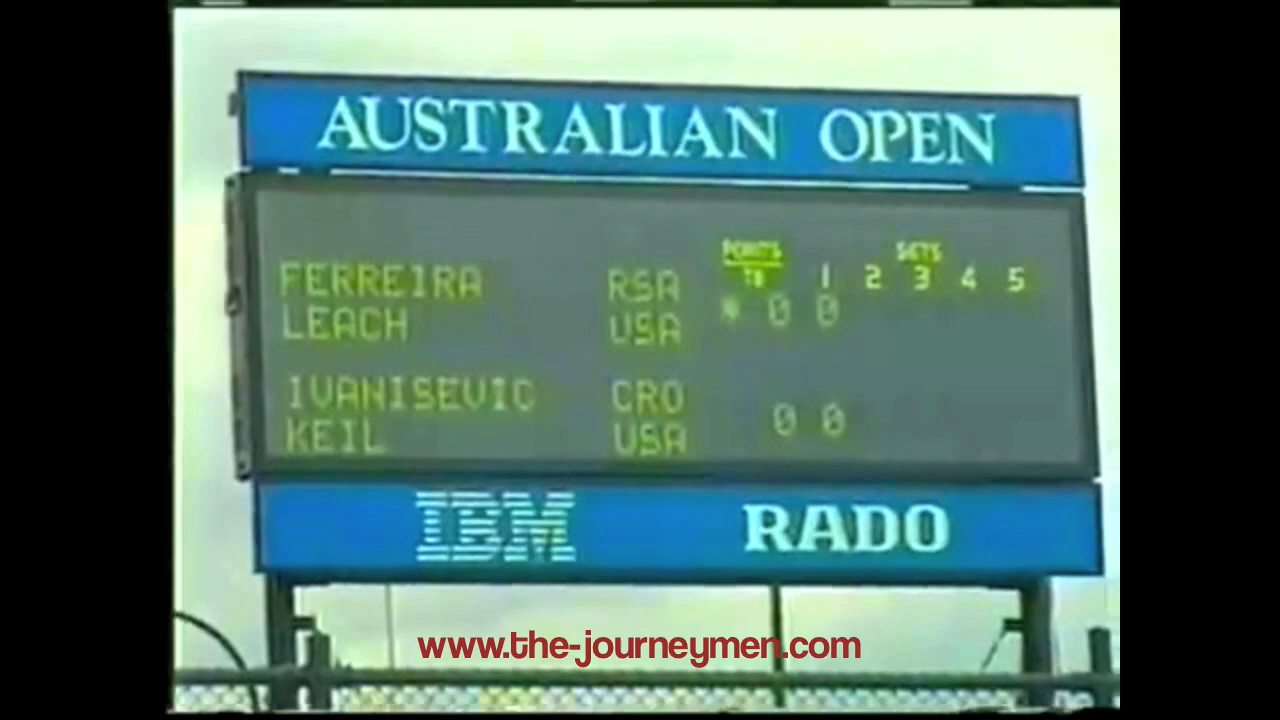 AUSTRALIAN OPEN
POINTS SETS
FERREIRA RSA TB 1 2 3 4 5
LEACH USA * 0 0
IVANISEVIC CRO
KEIL USA 0 0
IBM RADO
www.the-journeymen.com